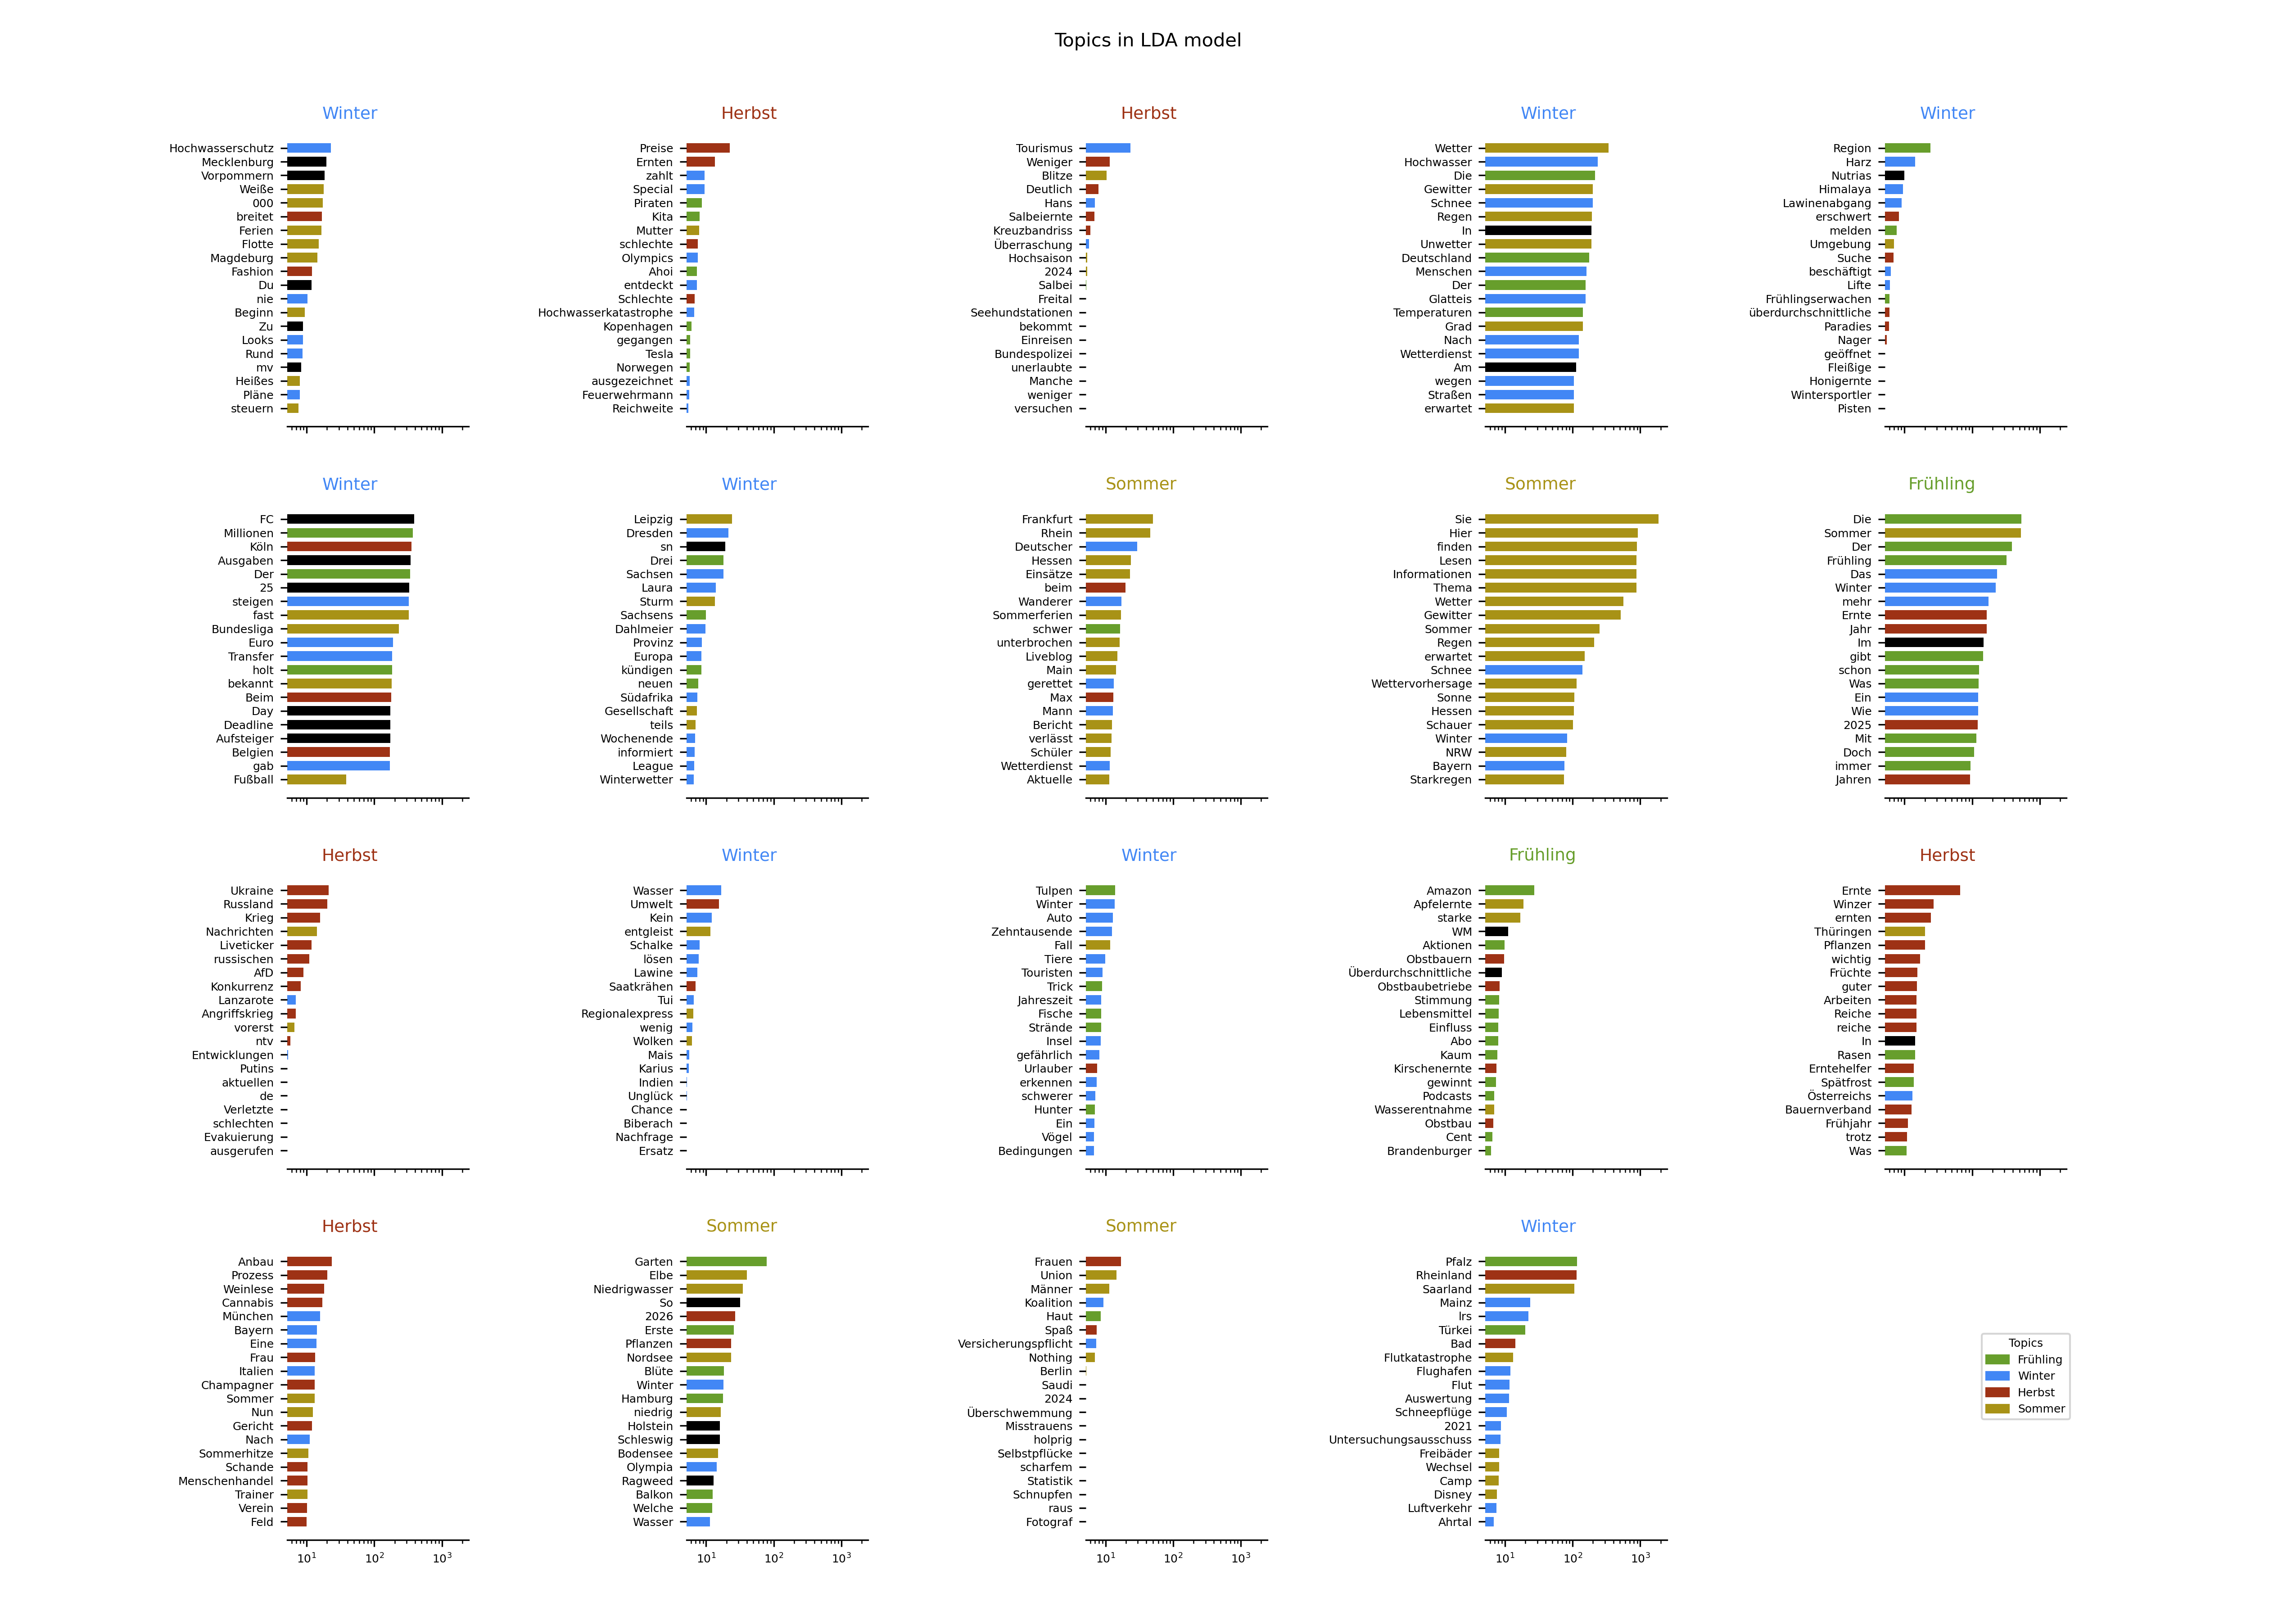 Topics in LDA model
Winter
Hochwasserschutz
Mecklenburg
Vorpommern
Weiße
000
breitet
Ferien
Flotte
Magdeburg
Fashion
Du
nie
Beginn
Zu
Looks
Rund
mv
Heißes
Pläne
steuern
Herbst
Preise
Ernten
zahlt
Special
Piraten
Kita
Mutter
schlechte
Olympics
Ahoi
entdeckt
Schlechte
Hochwasserkatastrophe
Kopenhagen
gegangen
Tesla
Norwegen
ausgezeichnet
Feuerwehrmann
Reichweite
Herbst
Tourismus
Weniger
Blitze
Deutlich
Hans
Salbeiernte
Kreuzbandriss
Überraschung
Hochsaison
2024
Salbei
Freital
Seehundstationen
bekommt
Einreisen
Bundespolizei
unerlaubte
Manche
weniger
versuchen
Winter
Wetter
Hochwasser
Die
Gewitter
Schnee
Regen
In
Unwetter
Deutschland
Menschen
Der
Glatteis
Temperaturen
Grad
Nach
Wetterdienst
Am
wegen
Straßen
erwartet
Winter
Region
Harz
Nutrias
Himalaya
Lawinenabgang
erschwert
melden
Umgebung
Suche
beschäftigt
Lifte
Frühlingserwachen
überdurchschnittliche
Paradies
Nager
geöffnet
Fleißige
Honigernte
Wintersportler
Pisten
Winter
FC
Millionen
Köln
Ausgaben
Der
25
steigen
fast
Bundesliga
Euro
Transfer
holt
bekannt
Beim
Day
Deadline
Aufsteiger
Belgien
gab
Fußball
Winter
Leipzig
Dresden
sn
Drei
Sachsen
Laura
Sturm
Sachsens
Dahlmeier
Provinz
Europa
kündigen
neuen
Südafrika
Gesellschaft
teils
Wochenende
informiert
League
Winterwetter
Sommer
Frankfurt
Rhein
Deutscher
Hessen
Einsätze
beim
Wanderer
Sommerferien
schwer
unterbrochen
Liveblog
Main
gerettet
Max
Mann
Bericht
verlässt
Schüler
Wetterdienst
Aktuelle
Sommer
Sie
Hier
finden
Lesen
Informationen
Thema
Wetter
Gewitter
Sommer
Regen
erwartet
Schnee
Wettervorhersage
Sonne
Hessen
Schauer
Winter
NRW
Bayern
Starkregen
Frühling
Die
Sommer
Der
Frühling
Das
Winter
mehr
Ernte
Jahr
Im
gibt
schon
Was
Ein
Wie
2025
Mit
Doch
immer
Jahren
Herbst
Ukraine
Russland
Krieg
Nachrichten
Liveticker
russischen
AfD
Konkurrenz
Lanzarote
Angriffskrieg
vorerst
ntv
Entwicklungen
Putins
aktuellen
de
Verletzte
schlechten
Evakuierung
ausgerufen
Winter
Wasser
Umwelt
Kein
entgleist
Schalke
lösen
Lawine
Saatkrähen
Tui
Regionalexpress
wenig
Wolken
Mais
Karius
Indien
Unglück
Chance
Biberach
Nachfrage
Ersatz
Winter
Tulpen
Winter
Auto
Zehntausende
Fall
Tiere
Touristen
Trick
Jahreszeit
Fische
Strände
Insel
gefährlich
Urlauber
erkennen
schwerer
Hunter
Ein
Vögel
Bedingungen
Frühling
Amazon
Apfelernte
starke
WM
Aktionen
Obstbauern
Überdurchschnittliche
Obstbaubetriebe
Stimmung
Lebensmittel
Einfluss
Abo
Kaum
Kirschenernte
gewinnt
Podcasts
Wasserentnahme
Obstbau
Cent
Brandenburger
Herbst
Ernte
Winzer
ernten
Thüringen
Pflanzen
wichtig
Früchte
guter
Arbeiten
Reiche
reiche
In
Rasen
Erntehelfer
Spätfrost
Österreichs
Bauernverband
Frühjahr
trotz
Was
Herbst
Anbau
Prozess
Weinlese
Cannabis
München
Bayern
Eine
Frau
Italien
Champagner
Sommer
Nun
Gericht
Nach
Sommerhitze
Schande
Menschenhandel
Trainer
Verein
Feld
10¹ 10² 10³
Sommer
Garten
Elbe
Niedrigwasser
So
2026
Erste
Pflanzen
Nordsee
Blüte
Winter
Hamburg
niedrig
Holstein
Schleswig
Bodensee
Olympia
Ragweed
Balkon
Welche
Wasser
10¹ 10² 10³
Sommer
Frauen
Union
Männer
Koalition
Haut
Spaß
Versicherungspflicht
Nothing
Berlin
Saudi
2024
Überschwemmung
Misstrauens
holprig
Selbstpflücke
scharfem
Statistik
Schnupfen
raus
Fotograf
10¹ 10² 10³
Winter
Pfalz
Rheinland
Saarland
Mainz
Irs
Türkei
Bad
Flutkatastrophe
Flughafen
Flut
Auswertung
Schneepflüge
2021
Untersuchungsausschuss
Freibäder
Wechsel
Camp
Disney
Luftverkehr
Ahrtal
10¹ 10² 10³
Topics
Frühling
Winter
Herbst
Sommer